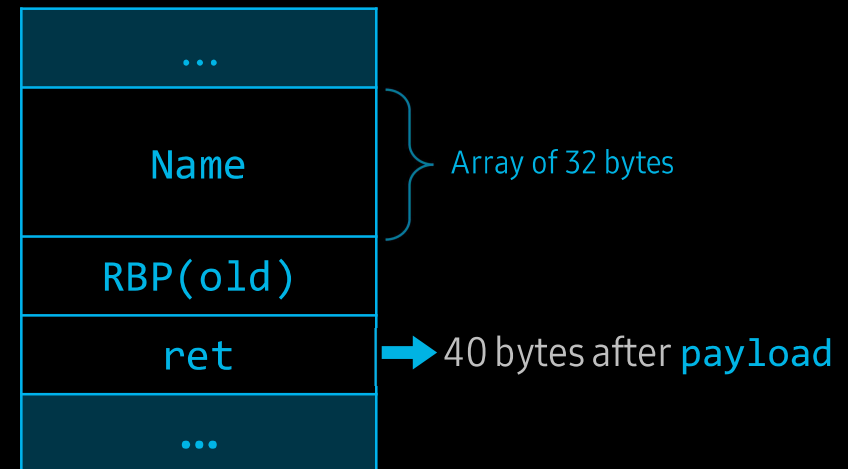 ...
Name
Array of 32 bytes
RBP(old)
ret
40 bytes after payload
...